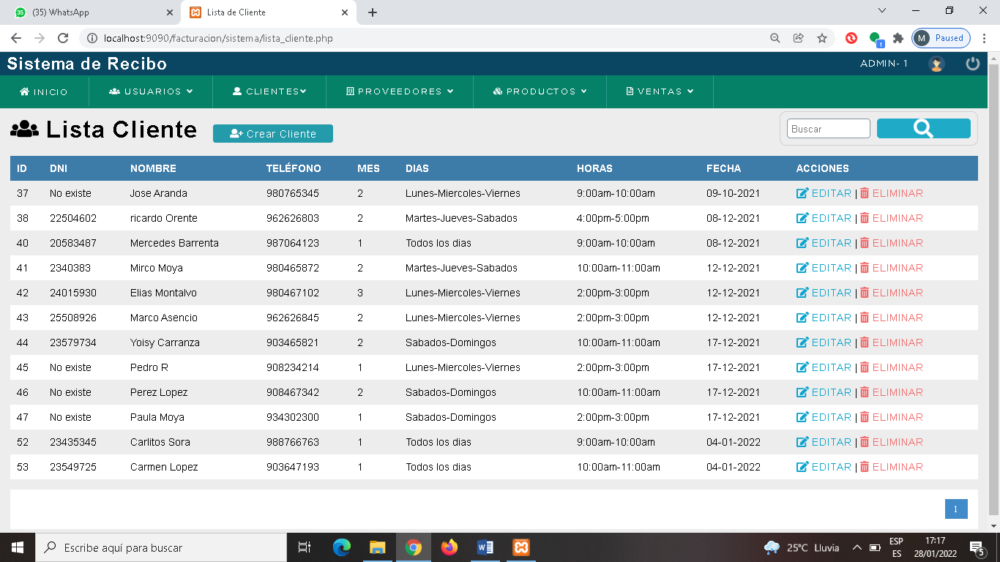 35 (35) WhatsApp
Lista de Cliente
localhost:9090/facturacion/sistema/lista_cliente.php
1
M Paused
Sistema de Recibo
ADMIN- 1
INICIO USUARIOS CLIENTES PROVEEDORES PRODUCTOS VENTAS
Lista Cliente Crear Cliente Buscar
ID DNI NOMBRE TELÉFONO MES DIAS HORAS FECHA ACCIONES
37 No existe Jose Aranda 980765345 2 Lunes-Miercoles-Viernes 9:00am-10:00am 09-10-2021 EDITAR | ELIMINAR
38 22504602 ricardo Orente 962626803 2 Martes-Jueves-Sabados 4:00pm-5:00pm 08-12-2021 EDITAR | ELIMINAR
40 20583487 Mercedes Barrenta 987064123 1 Todos los dias 9:00am-10:00am 08-12-2021 EDITAR | ELIMINAR
41 2340383 Mirco Moya 980465872 2 Martes-Jueves-Sabados 10:00am-11:00am 12-12-2021 EDITAR | ELIMINAR
42 24015930 Elias Montalvo 980467102 3 Lunes-Miercoles-Viernes 2:00pm-3:00pm 12-12-2021 EDITAR | ELIMINAR
43 25508926 Marco Asencio 962626845 2 Lunes-Miercoles-Viernes 2:00pm-3:00pm 12-12-2021 EDITAR | ELIMINAR
44 23579734 Yoisy Carranza 903465821 2 Sabados-Domingos 10:00am-11:00am 17-12-2021 EDITAR | ELIMINAR
45 No existe Pedro R 908234214 1 Lunes-Miercoles-Viernes 2:00pm-3:00pm 17-12-2021 EDITAR | ELIMINAR
46 No existe Perez Lopez 908467342 2 Sabados-Domingos 10:00am-11:00am 17-12-2021 EDITAR | ELIMINAR
47 No existe Paula Moya 934302300 1 Sabados-Domingos 2:00pm-3:00pm 17-12-2021 EDITAR | ELIMINAR
52 23435345 Carlitos Sora 988766763 1 Todos los dias 9:00am-10:00am 04-01-2022 EDITAR | ELIMINAR
53 23549725 Carmen Lopez 903647193 1 Todos los dias 10:00am-11:00am 04-01-2022 EDITAR | ELIMINAR
1
Escribe aquí para buscar
25°C Lluvia
ESP
ES
17:17
28/01/2022
5